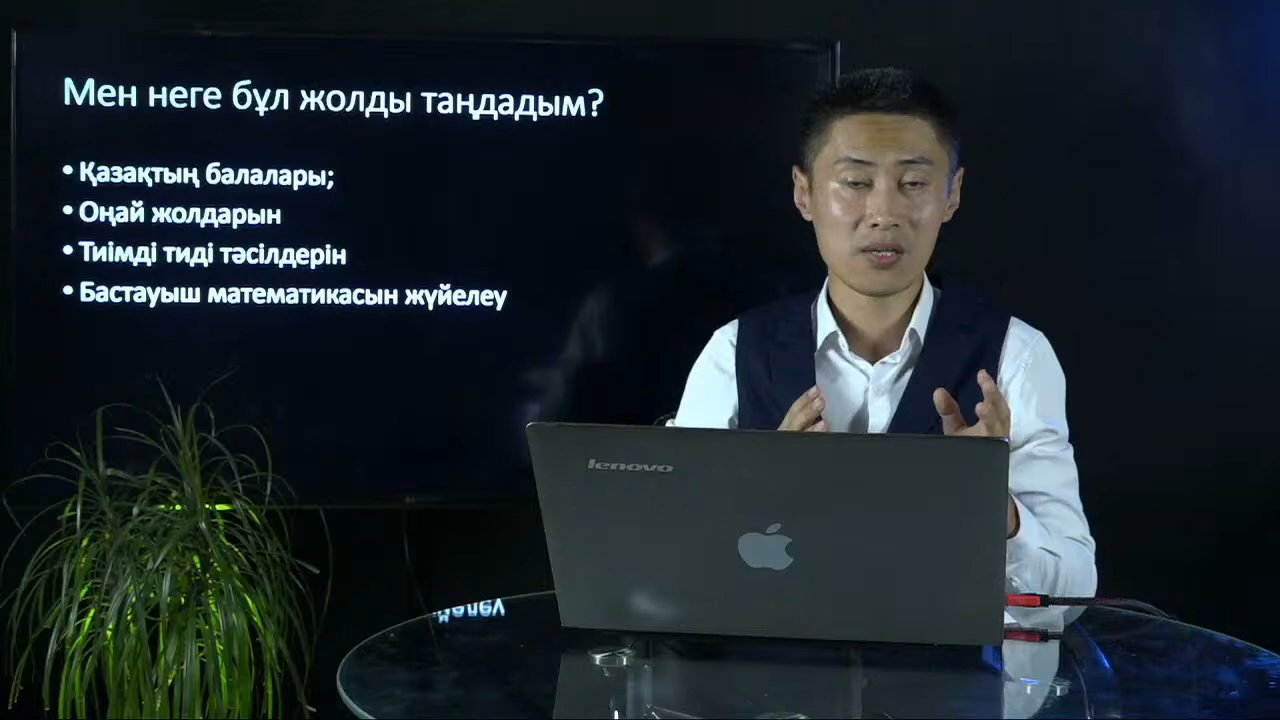 Мен неге бұл жолды таңдадым?
• Қазақтың балалары;
• Оңай жолдарын
• Тиімді тиді тәсілдерін
• Бастауыш математикасын жүйелеу
lenovo